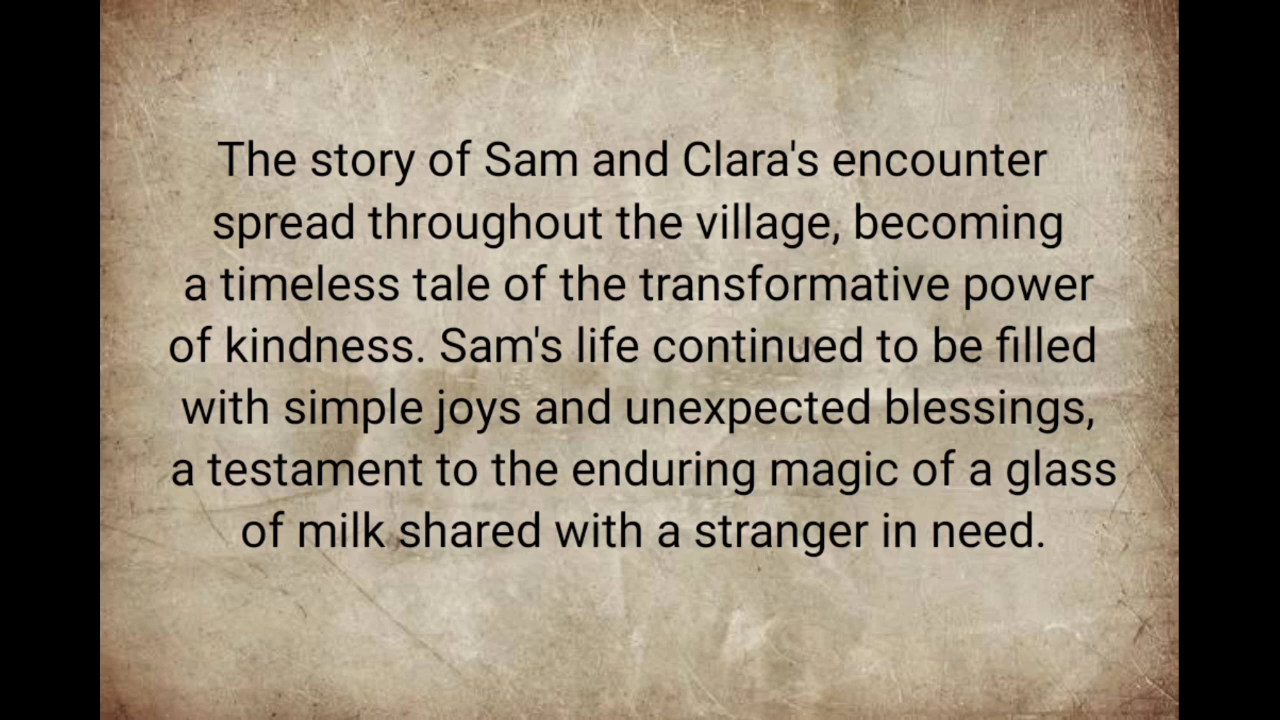 The story of Sam and Clara's encounter
spread throughout the village, becoming
a timeless tale of the transformative power
of kindness. Sam's life continued to be filled
with simple joys and unexpected blessings,
a testament to the enduring magic of a glass
of milk shared with a stranger in need.